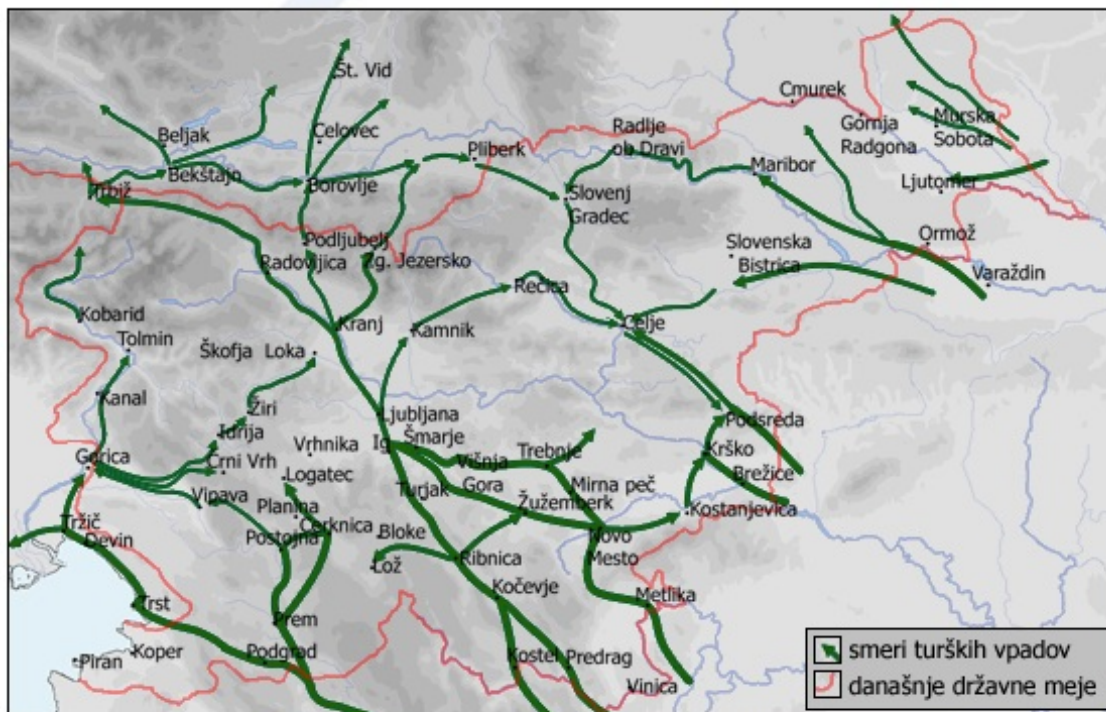 St. Vid
Cmurek
Beljak
Celovec
Radlje
ob Dravi
Gornja
Radgona
Murska
Sobota
Pliberk
Maribor
Trbiž
Bekštajn
Borovlje
Slovenj
Gradec
Ljutomer
Podljubelj
Slovenska
Bistrica
Ormož
Radovljica
Zg. Jezersko
Varaždin
Rečica
Kobarid
Kranj
Kamnik
Celje
Tolmin
Škofja Loka
Kanal
Žiri
Ljubljana
Podsreda
Idrija
Vrhnika
Ig
Šmarje
Trebnje
Krško
Gorica
Črni Vrh
Logatec
Višnja
Gora
Brežice
Vipava
Turjak
Mirna peč
Planina
Žužemberk
Kostanjevica
Tržič
Cerknica
Bloke
Devin
Postojna
Novo
Mesto
Lož
Ribnica
Kočevje
Metlika
Trst
Prem
Koper
Podgrad
Piran
Kostel
Predrag
Vinica
smeri turških vpadov
današnje državne meje